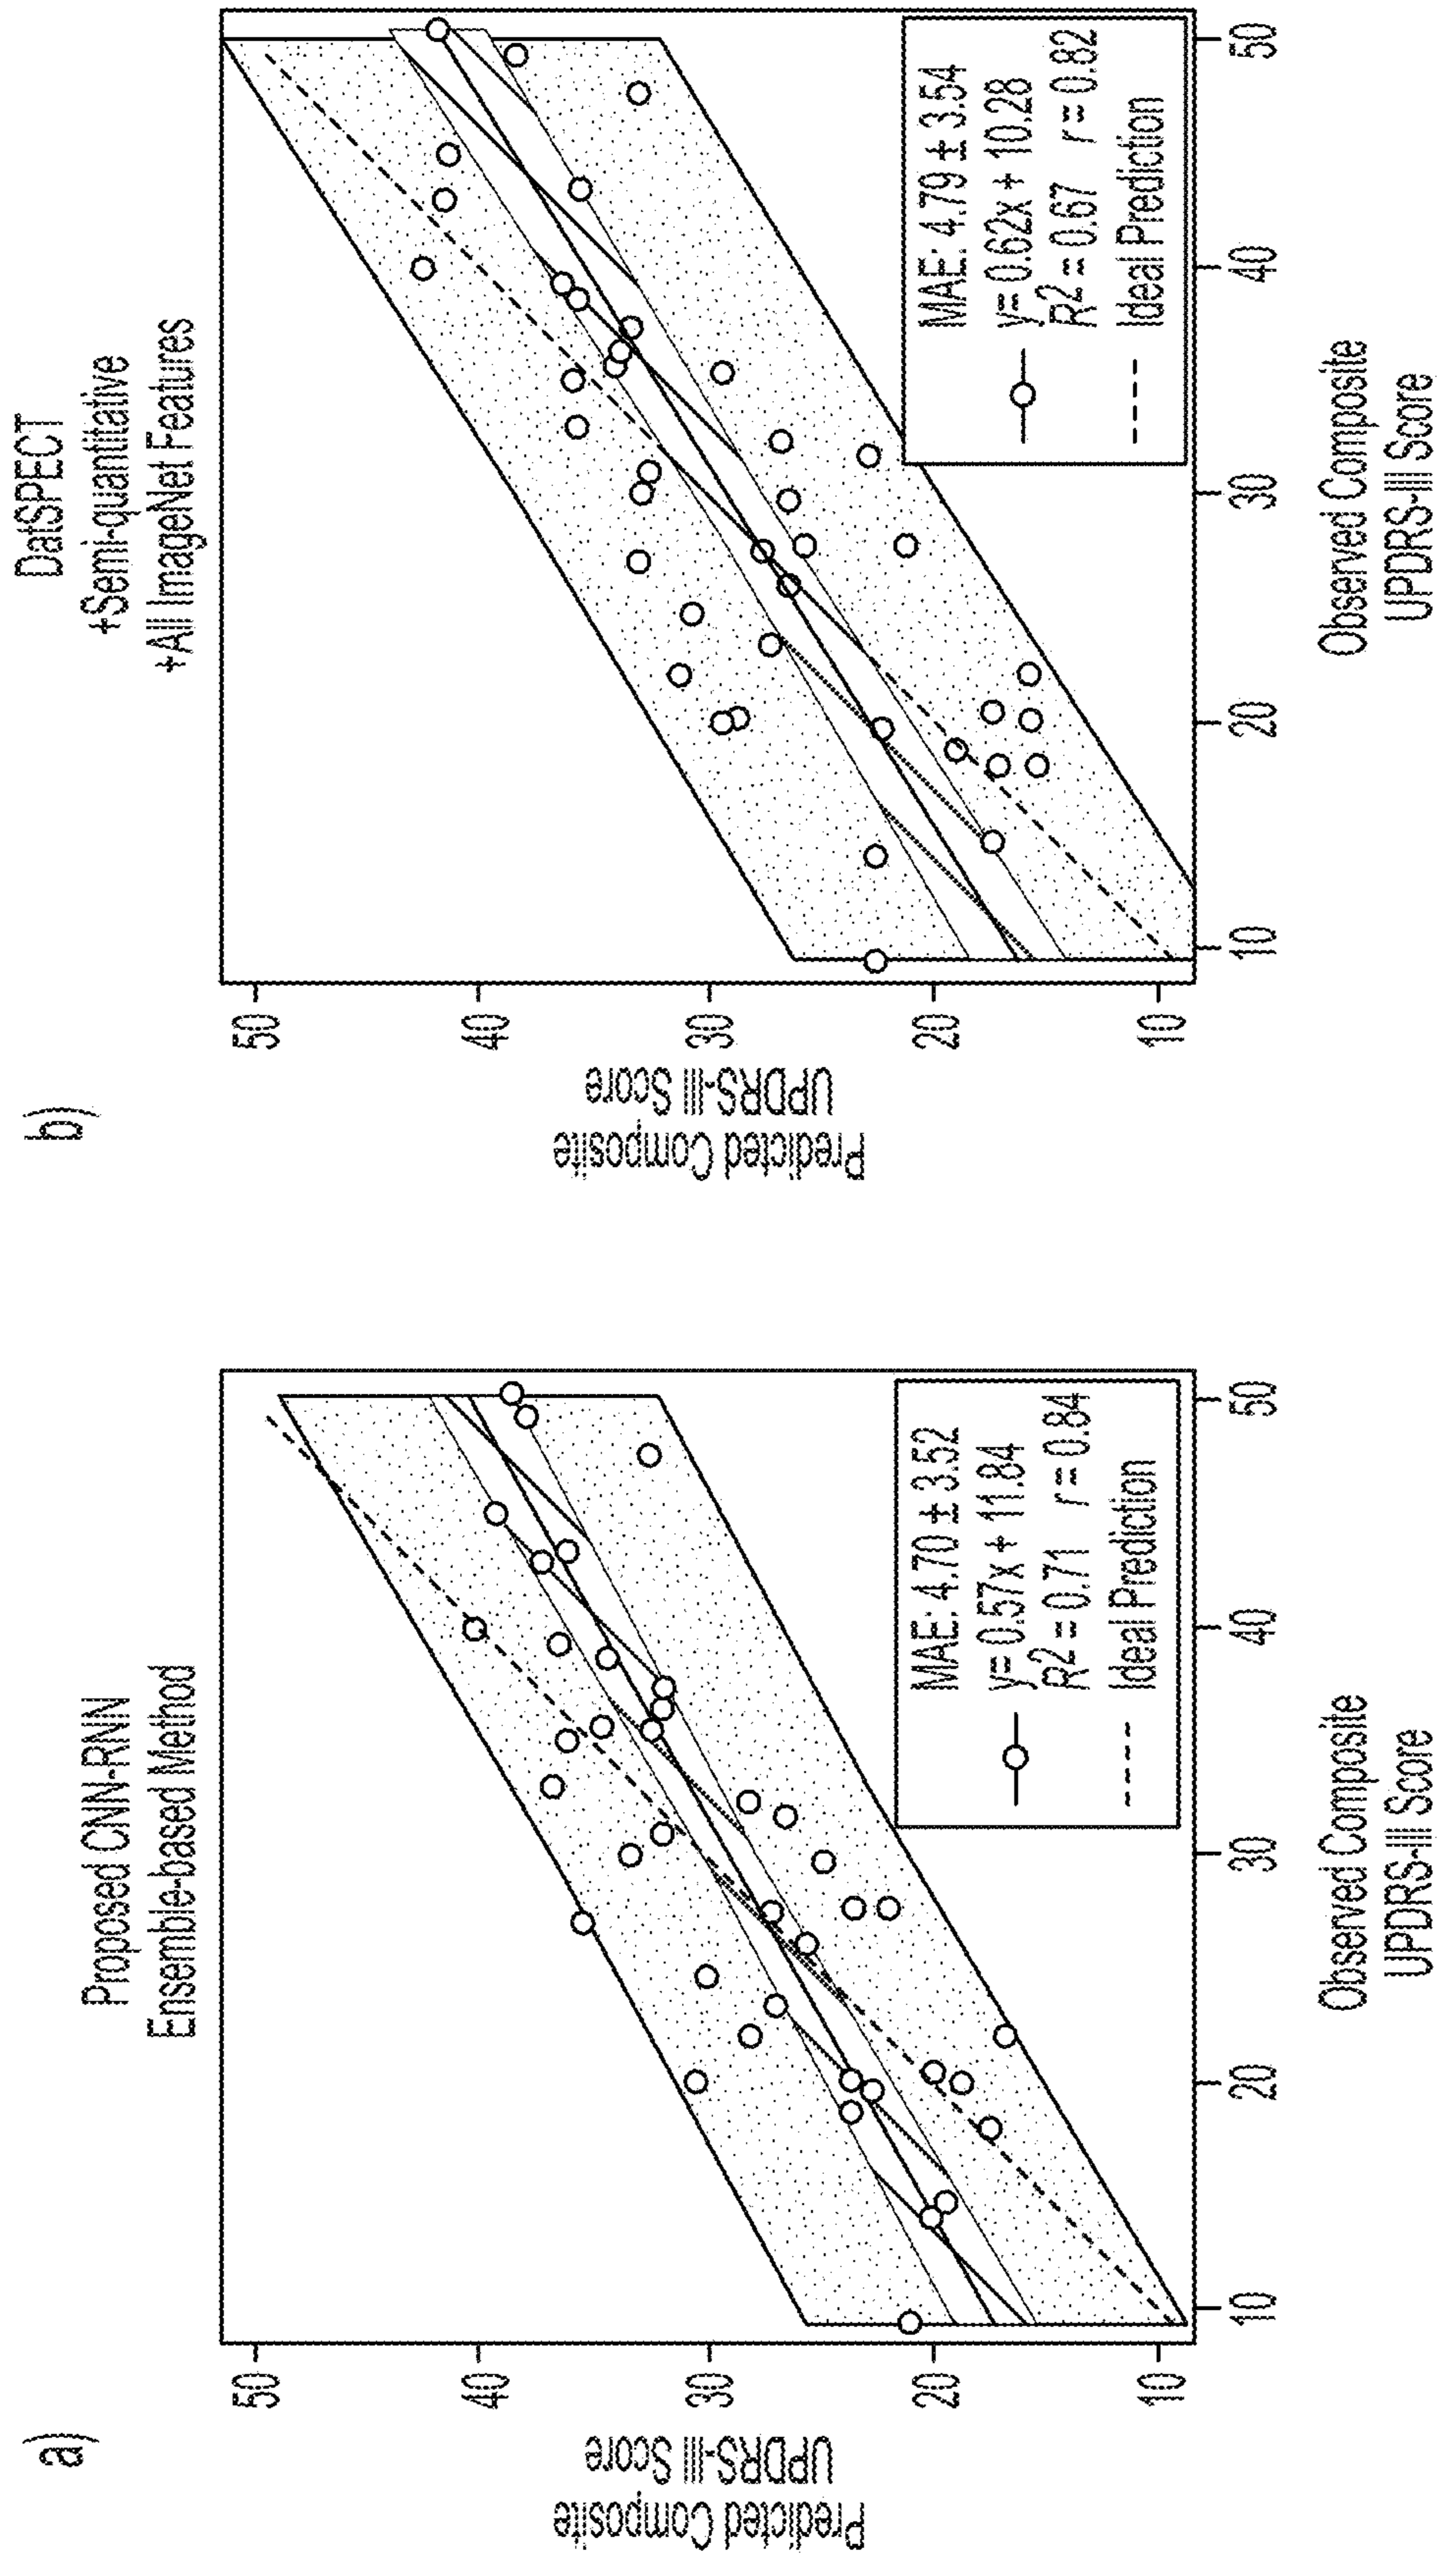 a)
Proposed CNN-RNN
Ensemble-based Method
Predicted Composite
UPDRS-III Score
50
40
30
20
10
10
20
30
40
50
MAE: 4.70 ± 3.52
y= 0.57x + 11.84
R² = 0.71 r= 0.84
Ideal Prediction
Observed Composite
UPDRS-III Score
b)
DatSPECT
+Semi-quantitative
+All ImageNet Features
Predicted Composite
UPDRS-III Score
50
40
30
20
10
10
20
30
40
50
MAE: 4.79 ± 3.54
y= 0.62x + 10.28
R² = 0.67 r= 0.82
Ideal Prediction
Observed Composite
UPDRS-III Score